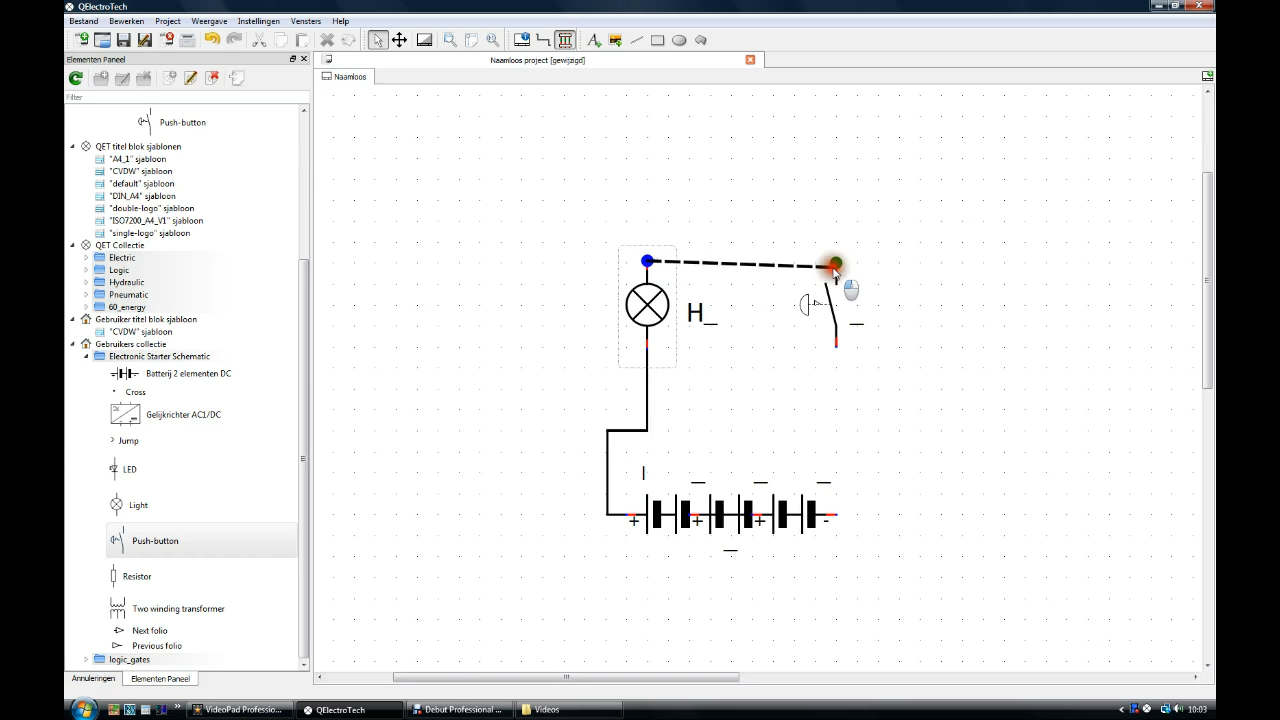 QElectroTech
Bestand Bewerken Project Weergave Instellingen Vensters Help
Elementen Paneel
Naamloos project [gewijzigd]
Naamloos
Filter
Push-button
QET titel blok sjablonen
"A4_1" sjabloon
"CVDW" sjabloon
"default" sjabloon
"DIN_A4" sjabloon
"double-logo" sjabloon
"ISO7200_A4_V1" sjabloon
"single-logo" sjabloon
QET Collectie
Electric
Logic
Hydraulic
Pneumatic
60_energy
Gebruiker titel blok sjablonen
"CVDW" sjabloon
Gebruikers collectie
Electronic Starter Schematic
Batterij 2 elementen DC
Cross
Gelijkrichter AC1/DC
Jump
LED
Light
Push-button
Resistor
Two winding transformer
Next folio
Previous folio
logic_gates
H_
_
_ _ _
+ + + -
_
Annuleringen Elementen Paneel
VideoPad Professio... QElectroTech Debut Professional ... Videos 10:03